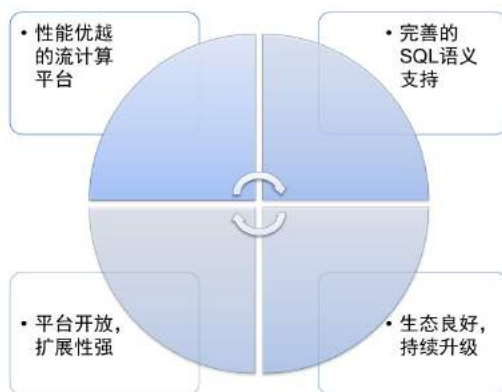 • 性能优越
的流计算
平台
• 完善的
SQL语义
支持
• 平台开放，
扩展性强
• 生态良好，
持续升级